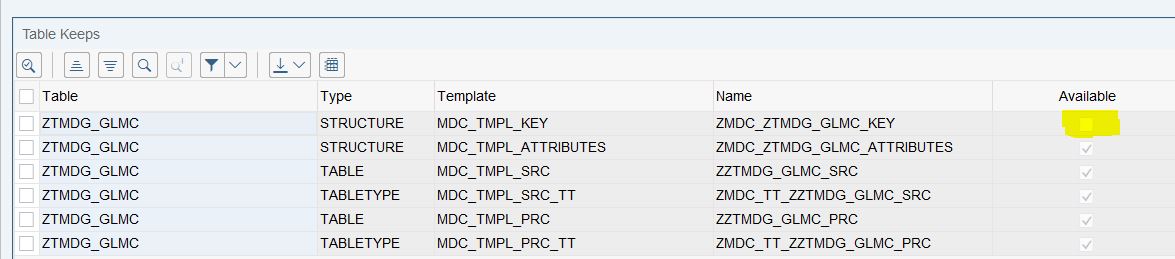 Table Keeps
Table Type Template Name Available
ZTMDG_GLMC STRUCTURE MDC_TMPL_KEY ZMDC_ZTMDG_GLMC_KEY
ZTMDG_GLMC STRUCTURE MDC_TMPL_ATTRIBUTES ZMDC_ZTMDG_GLMC_ATTRIBUTES
ZTMDG_GLMC TABLE MDC_TMPL_SRC ZZTMDG_GLMC_SRC
ZTMDG_GLMC TABLETYPE MDC_TMPL_SRC_TT ZMDC_TT_ZZTMDG_GLMC_SRC
ZTMDG_GLMC TABLE MDC_TMPL_PRC ZZTMDG_GLMC_PRC
ZTMDG_GLMC TABLETYPE MDC_TMPL_PRC_TT ZMDC_TT_ZZTMDG_GLMC_PRC